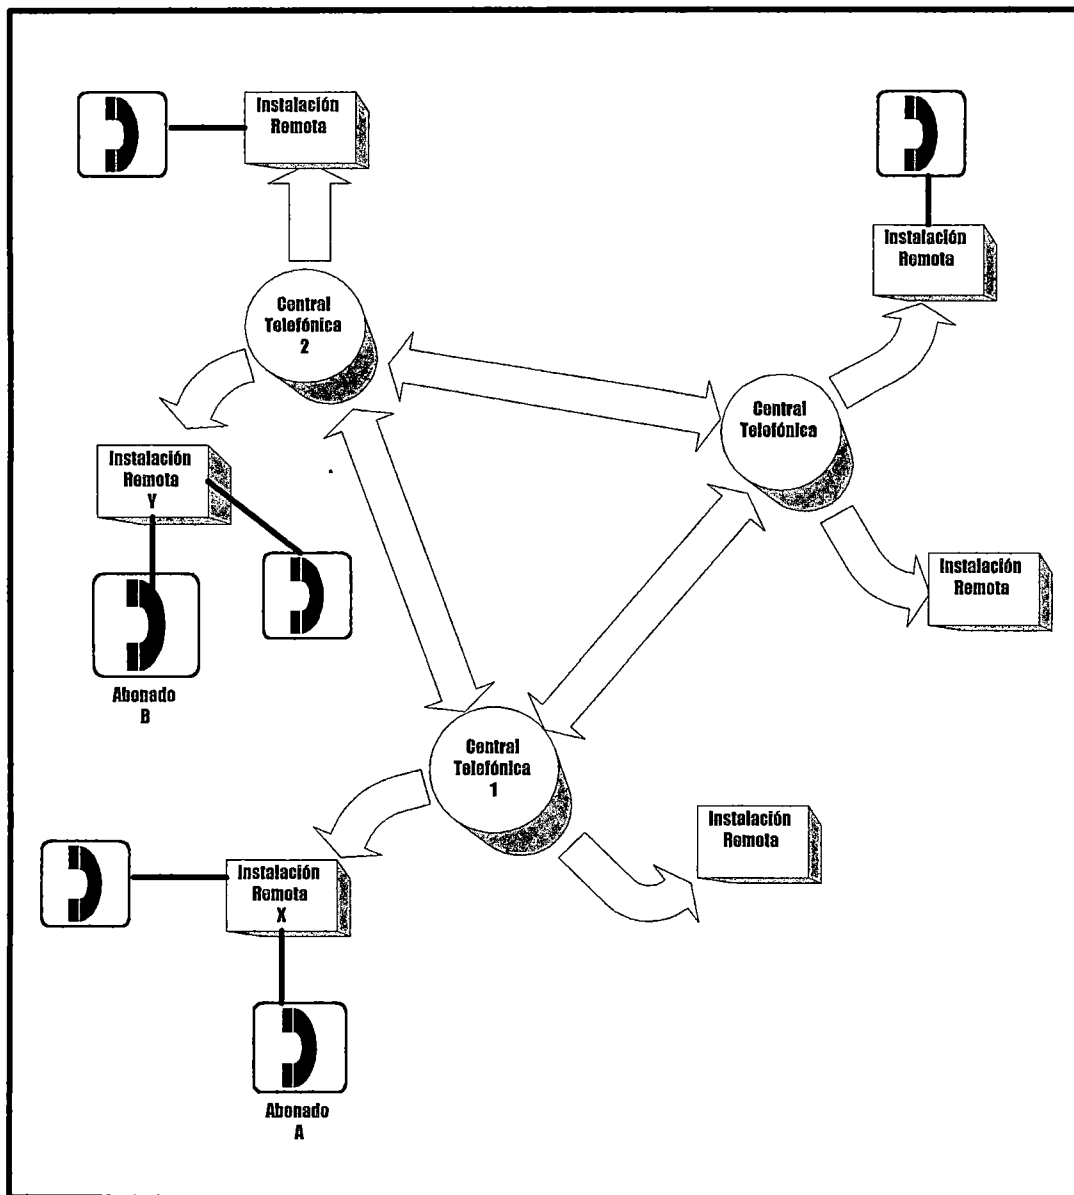 Instalación
Remota
Instalación
Remota
Central
Telefónica
2
Central
Telefónica
Instalación
Remota
Y
Instalación
Remota
Abonado
B
Central
Telefónica
1
Instalación
Remota
Instalación
Remota
X
Abonado
A